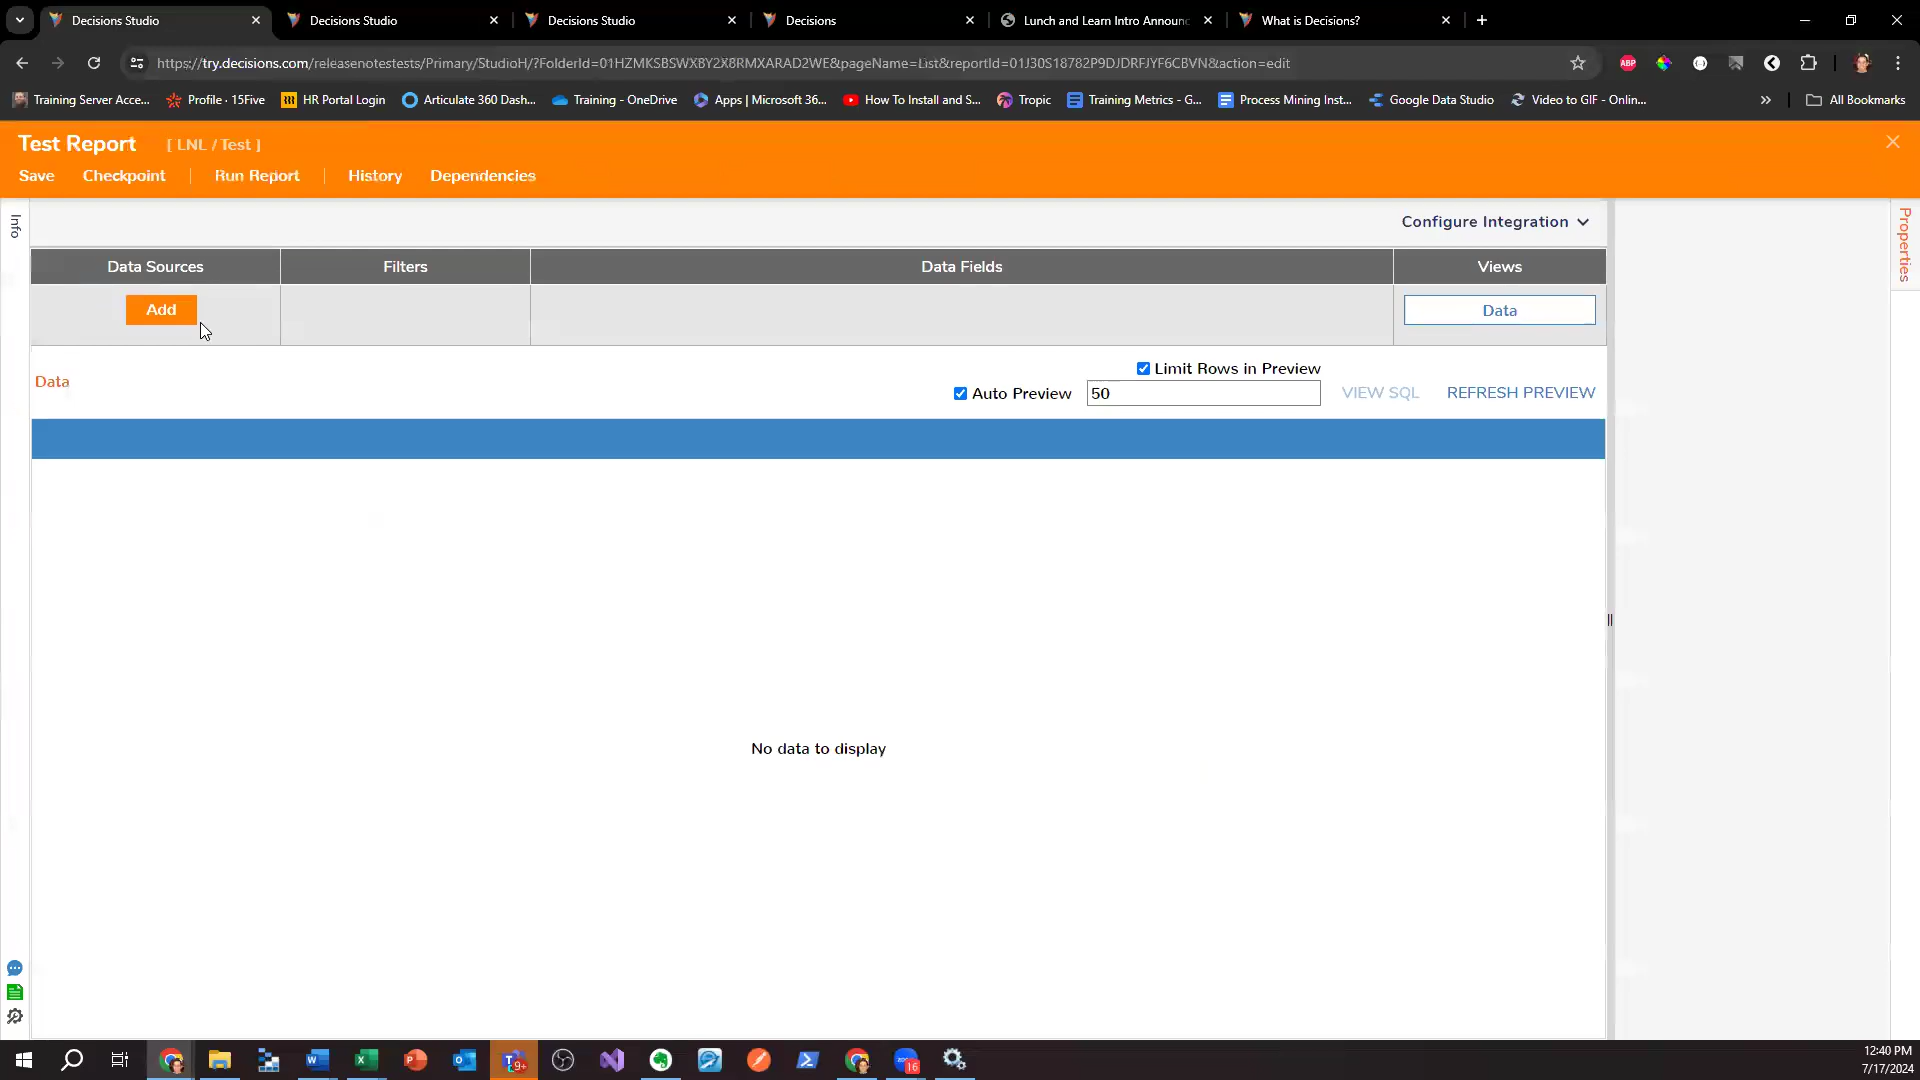 Decisions Studio
Decisions Studio
Decisions Studio
Decisions
Lunch and Learn Intro Announc
What is Decisions?
https://try.decisions.com/releasenotestests/Primary/StudioH/?FolderId=01HZMKSBSWXBY2X8RMXARAD2WE&pageName=List&reportId=01J30S18782P9DJDRFJYF6CBVN&action=edit
ABP
Training Server Acce...
Profile · 15Five
HR Portal Login
Articulate 360 Dash...
Training - OneDrive
Apps | Microsoft 36...
How To Install and S...
Tropic
Training Metrics - G...
Process Mining Inst...
Google Data Studio
Video to GIF - Onlin...
All Bookmarks
Test Report [ LNL / Test ]
Save Checkpoint Run Report History Dependencies
Info
Configure Integration
Properties
Data Sources Filters Data Fields Views
Add
Data
Limit Rows in Preview
Data
Auto Preview 50 VIEW SQL REFRESH PREVIEW
No data to display
9+
16
12:40 PM
7/17/2024